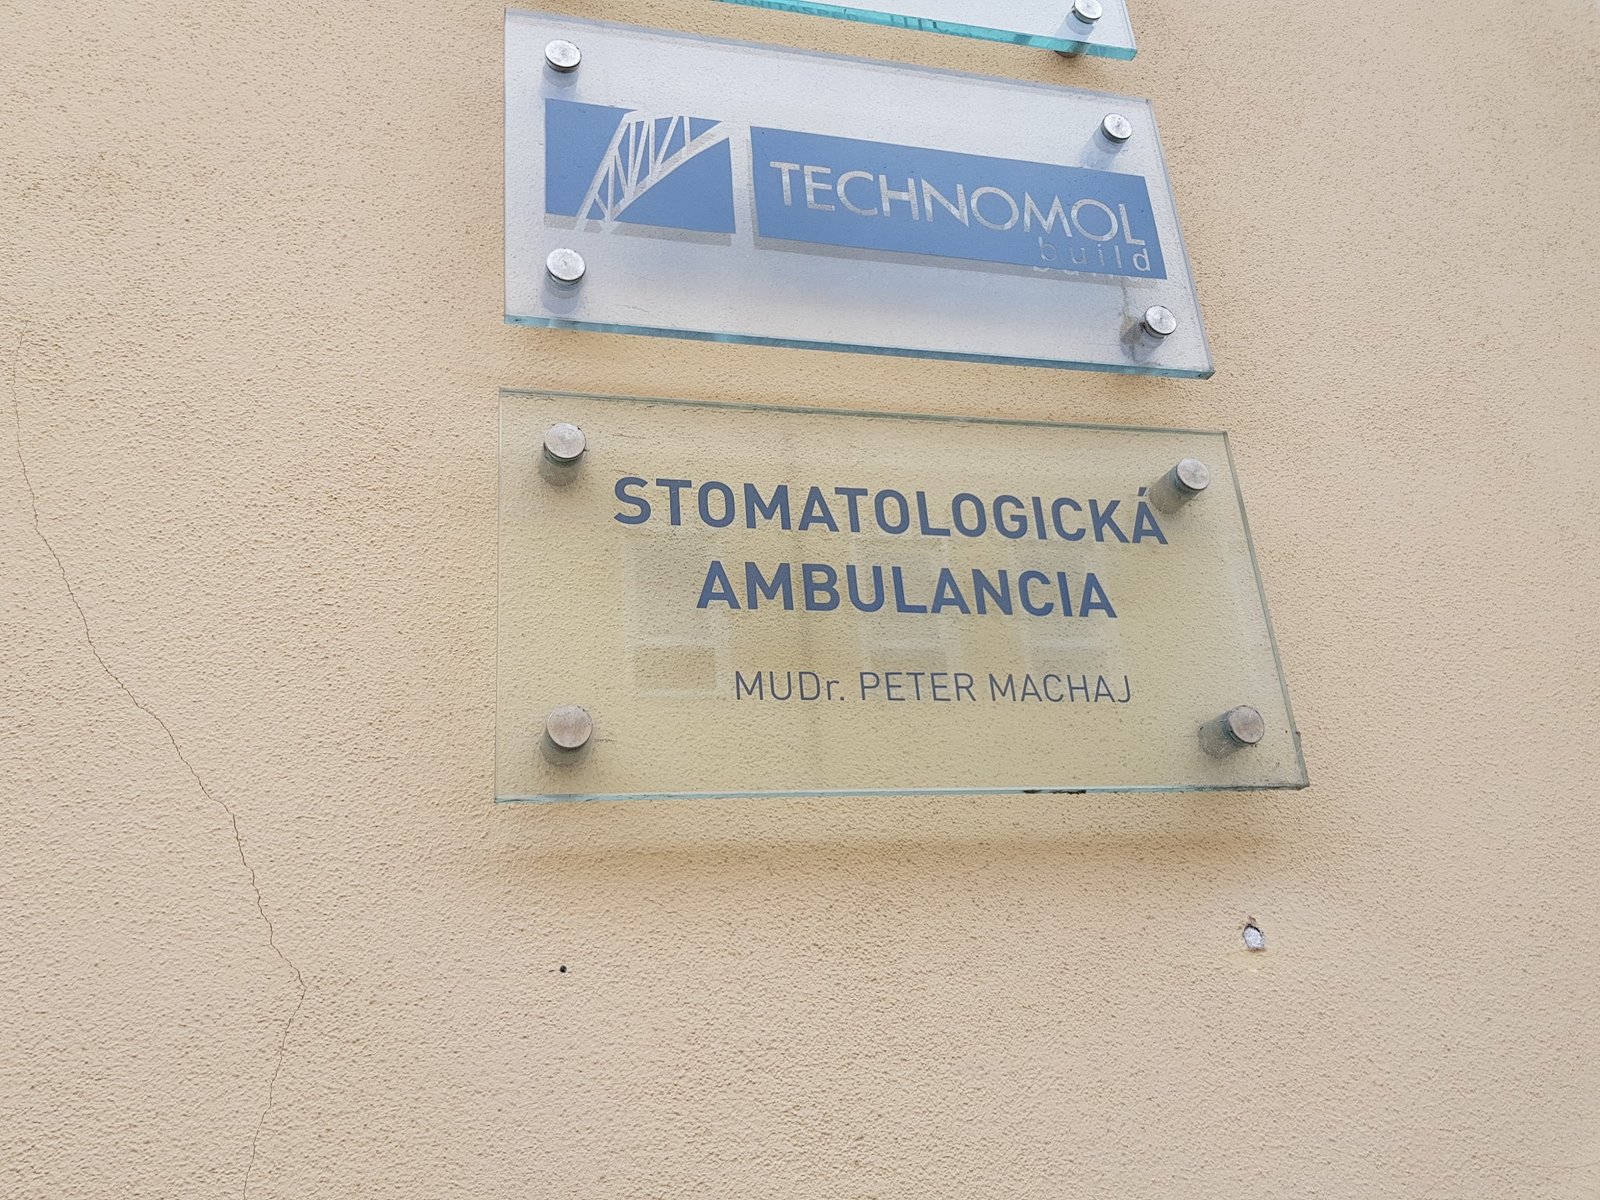 TECHNOMOL
build
STOMATOLOGICKÁ
AMBULANCIA
MUDr. PETER MACHAJ